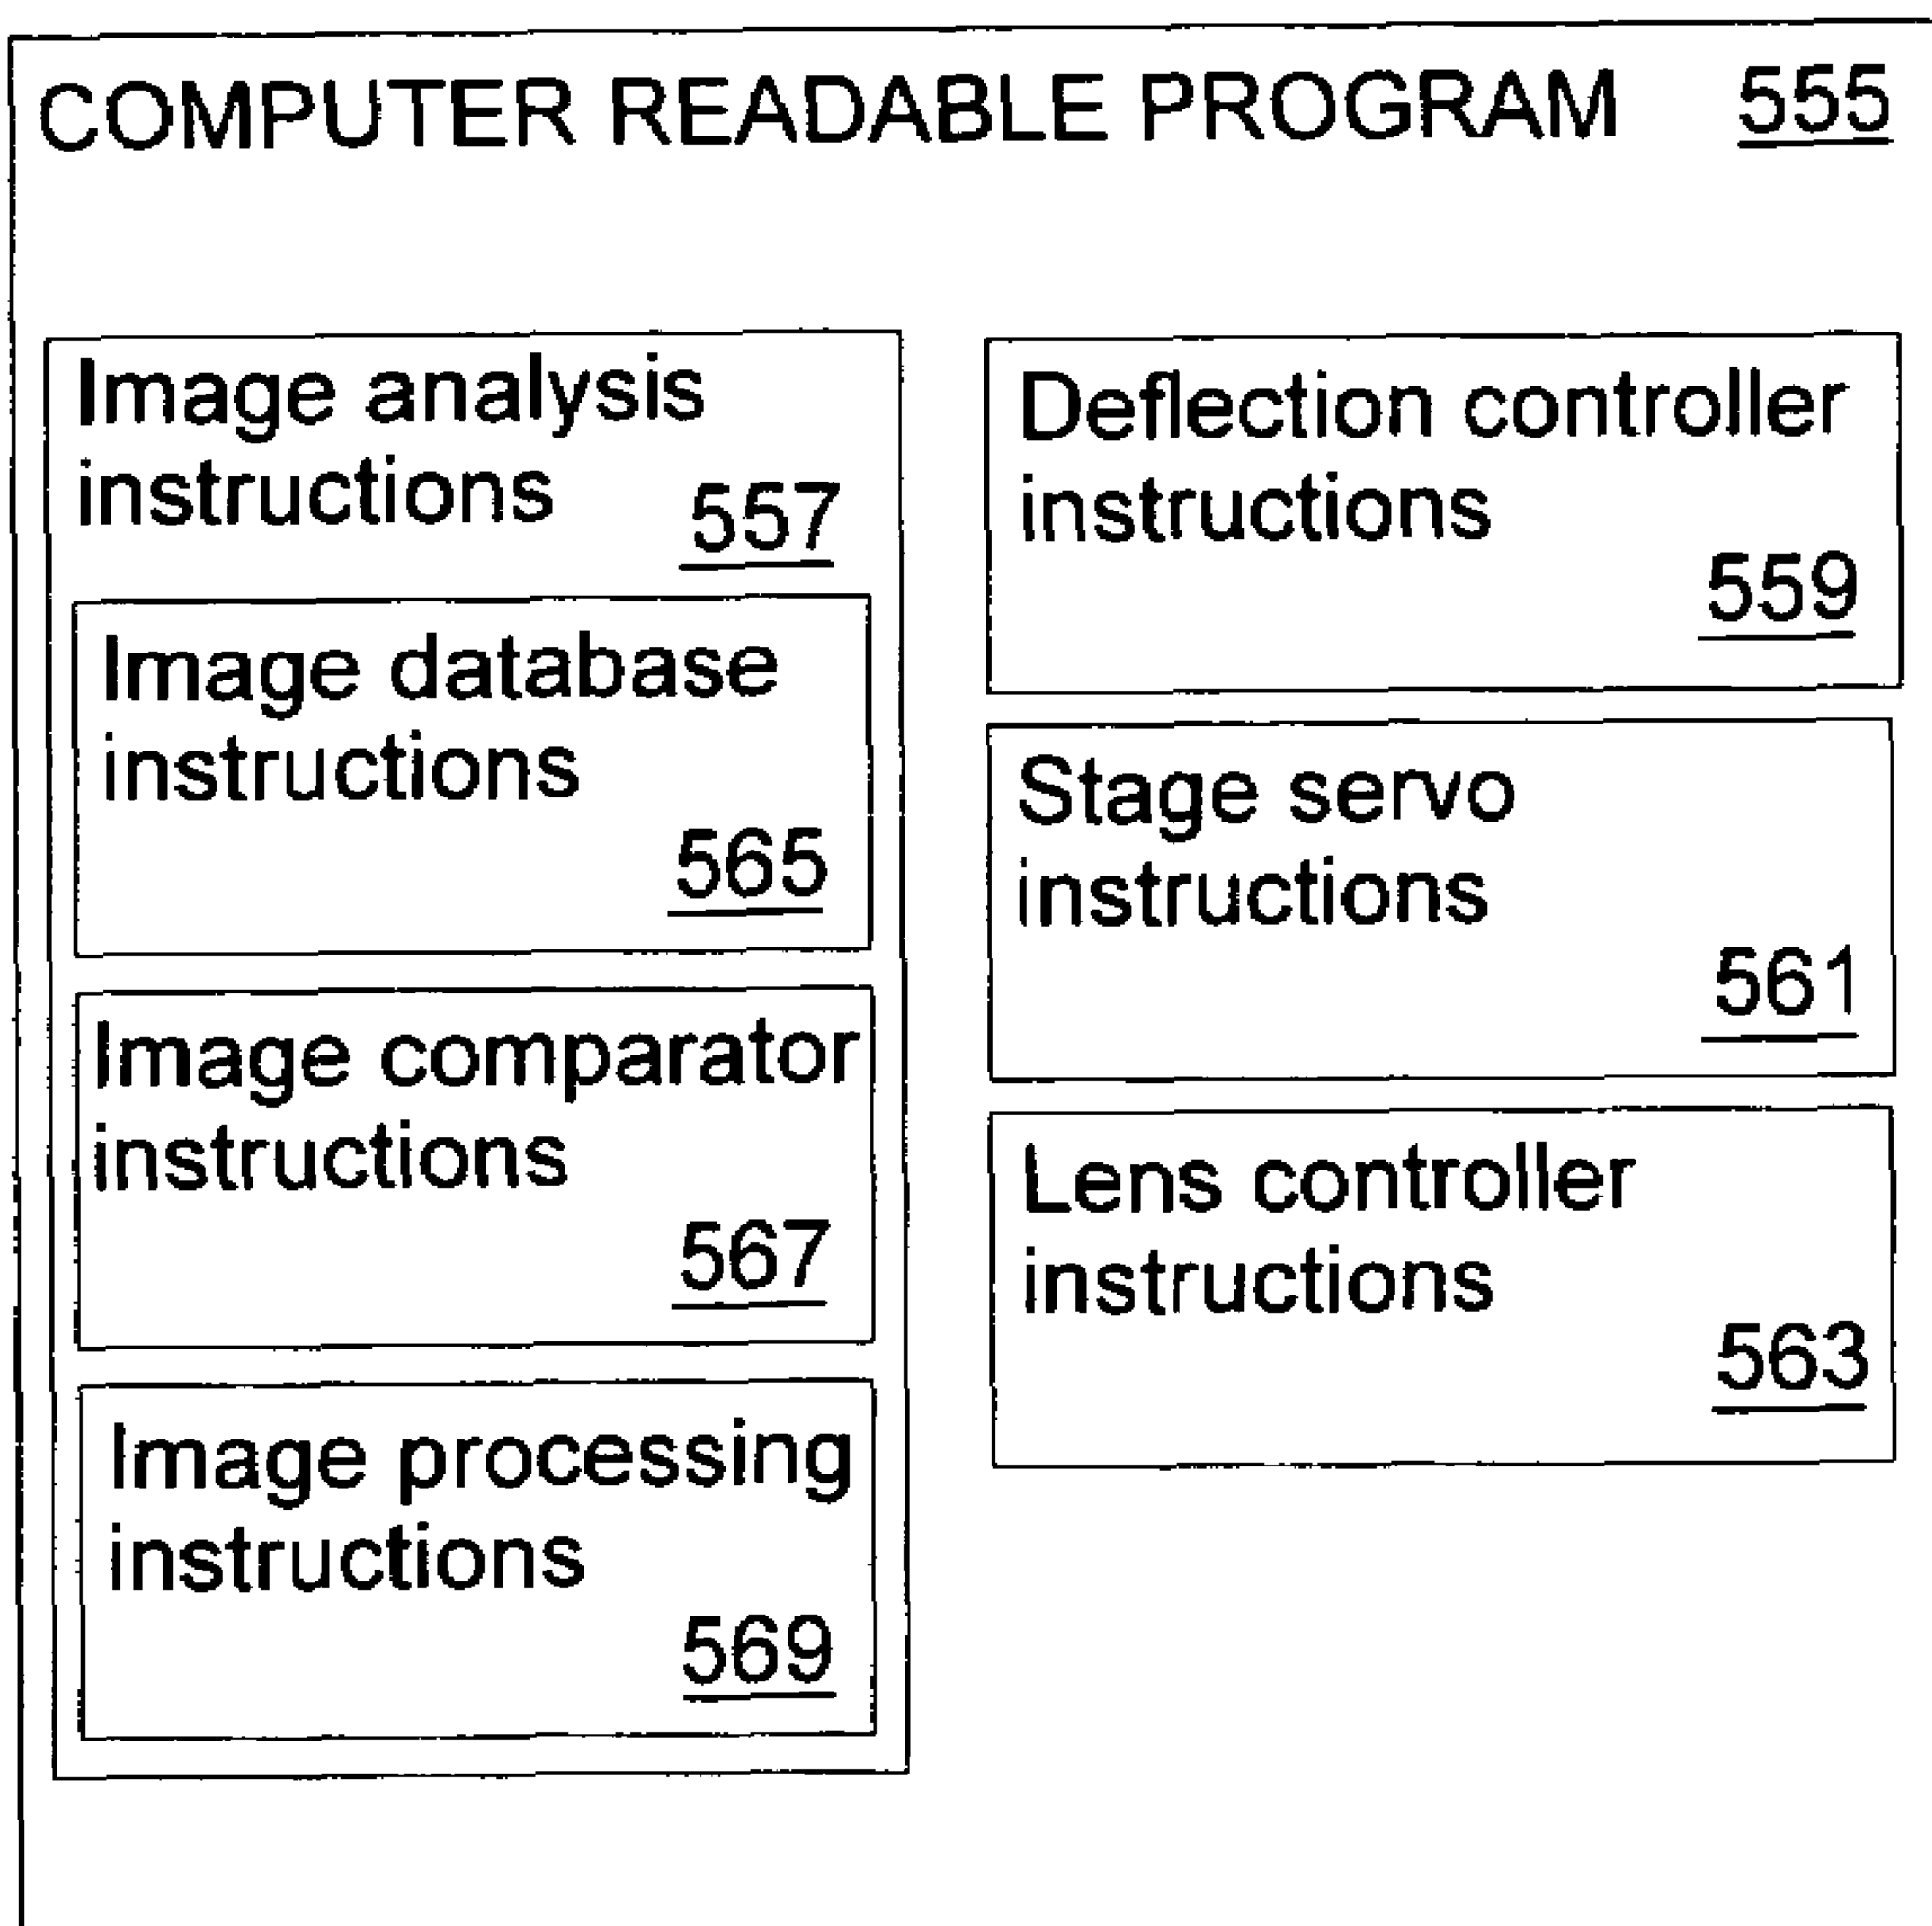 COMPUTER READABLE PROGRAM 555
Image analysis
instructions 557
Image database
instructions
565
Image comparator
instructions
567
Image processing
instructions
569
Deflection controller
instructions
559
Stage servo
instructions
561
Lens controller
instructions
563